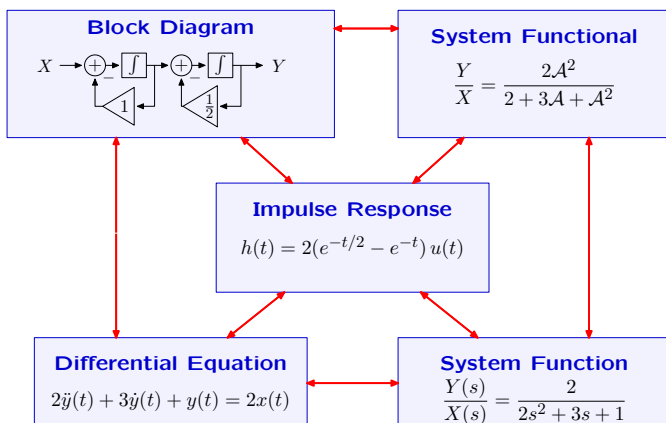 Block Diagram
X + − ∫ + − ∫ Y
1 1/2
System Functional
Y/X = 2𝒜²/(2 + 3𝒜 + 𝒜²)
Impulse Response
h(t) = 2(e^{−t/2} − e^{−t}) u(t)
Differential Equation
2ÿ(t) + 3ẏ(t) + y(t) = 2x(t)
System Function
Y(s)/X(s) = 2/(2s² + 3s + 1)